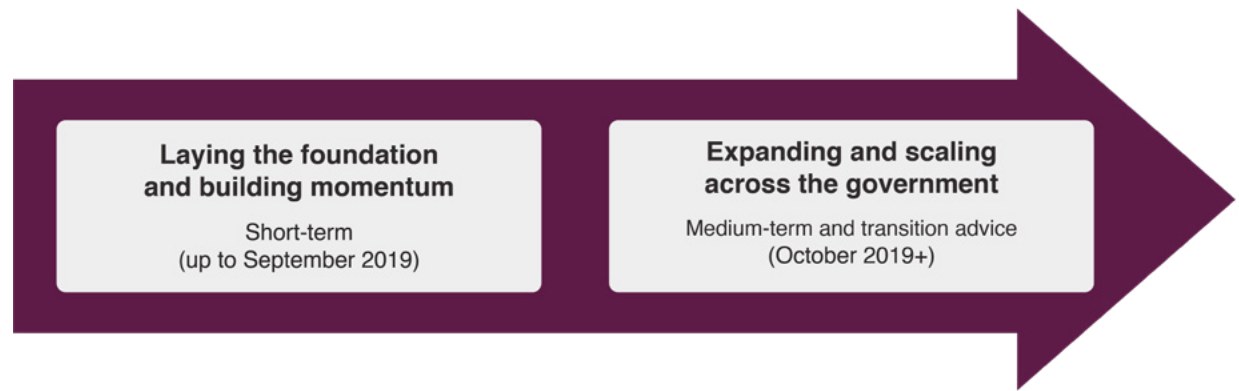 Laying the foundation
and building momentum
Short-term
(up to September 2019)
Expanding and scaling
across the government
Medium-term and transition advice
(October 2019+)